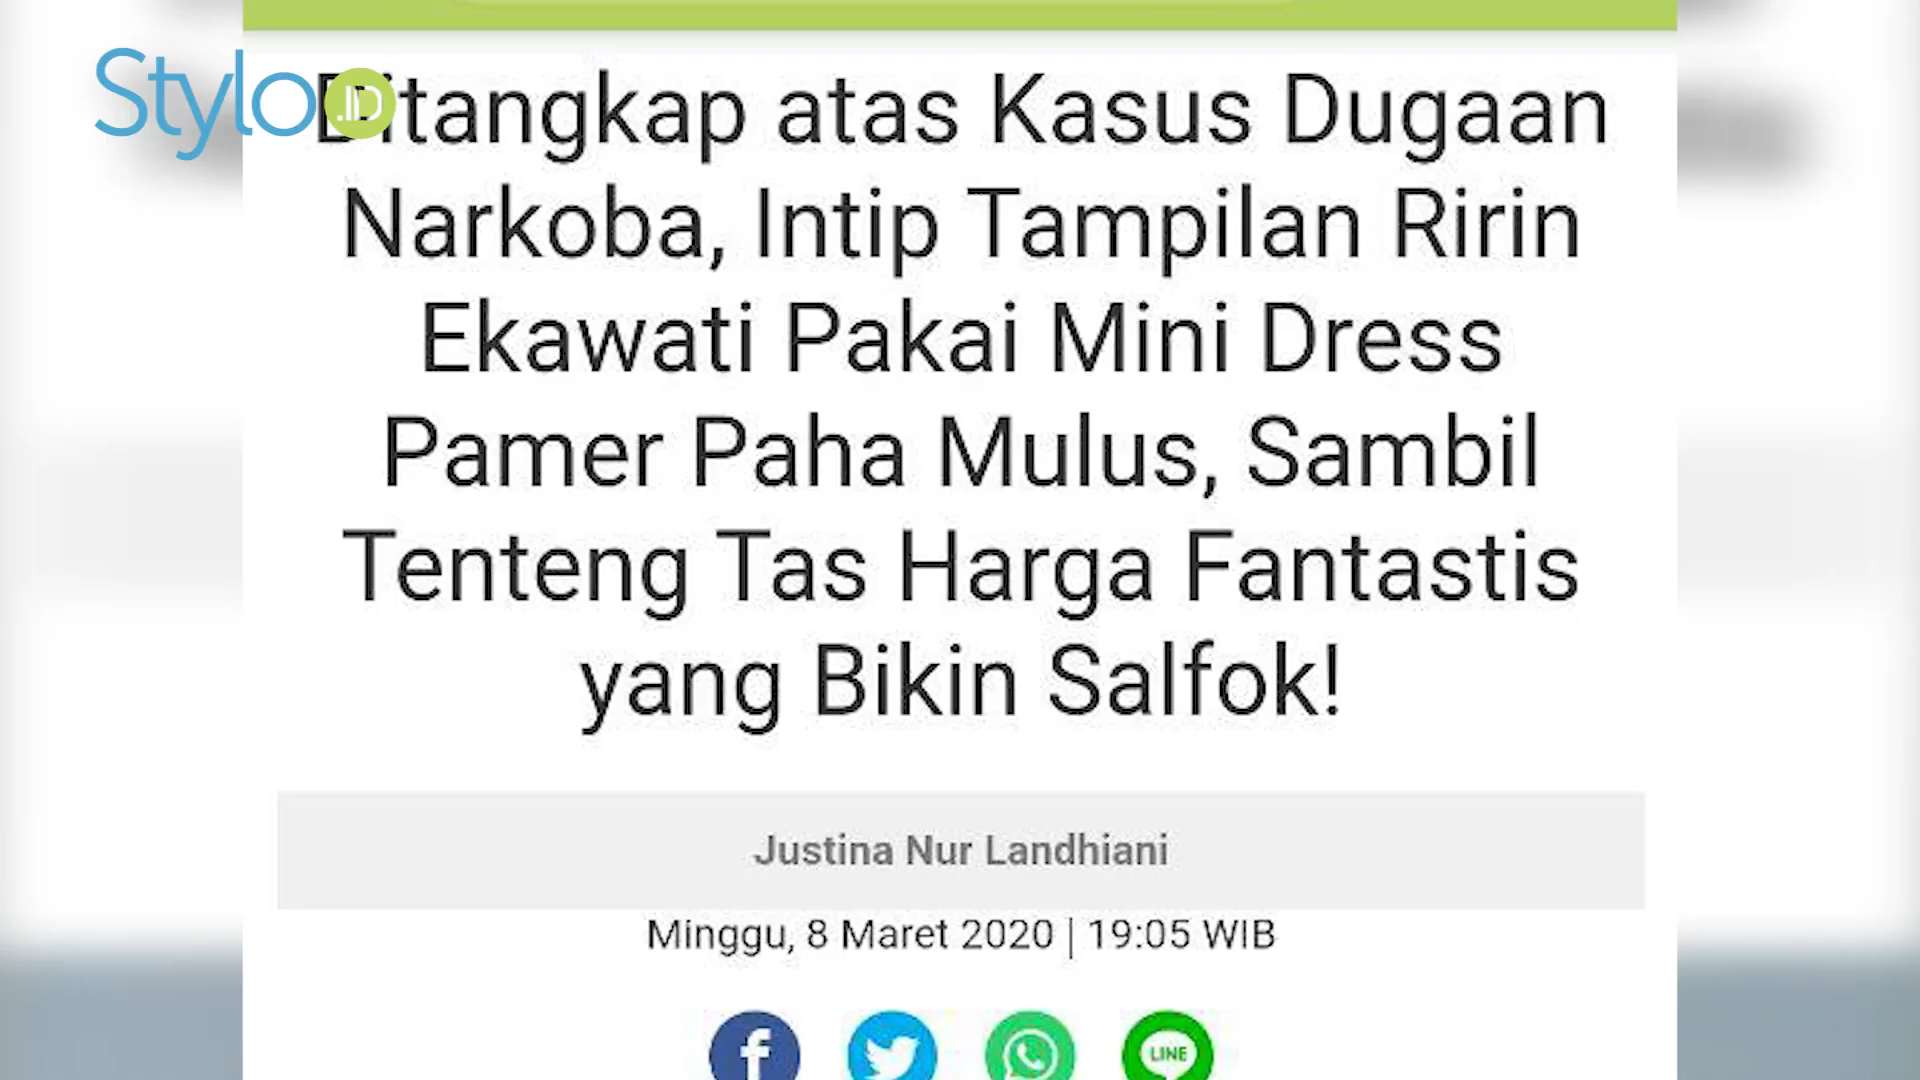 Stylo.ID
Ditangkap atas Kasus Dugaan
Narkoba, Intip Tampilan Ririn
Ekawati Pakai Mini Dress
Pamer Paha Mulus, Sambil
Tenteng Tas Harga Fantastis
yang Bikin Salfok!
Justina Nur Landhiani
Minggu, 8 Maret 2020 | 19:05 WIB
f
LINE